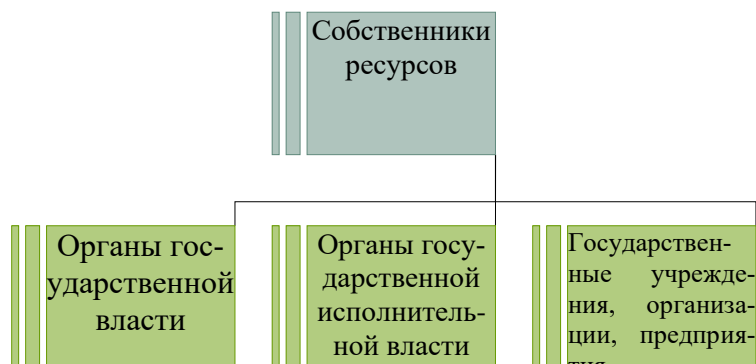 Собственники
ресурсов
Органы гос-
ударственной
власти
Органы госу-
дарственной
исполнитель-
ной власти
Государствен-
ные учрежде-
ния, организа-
ции, предприя-